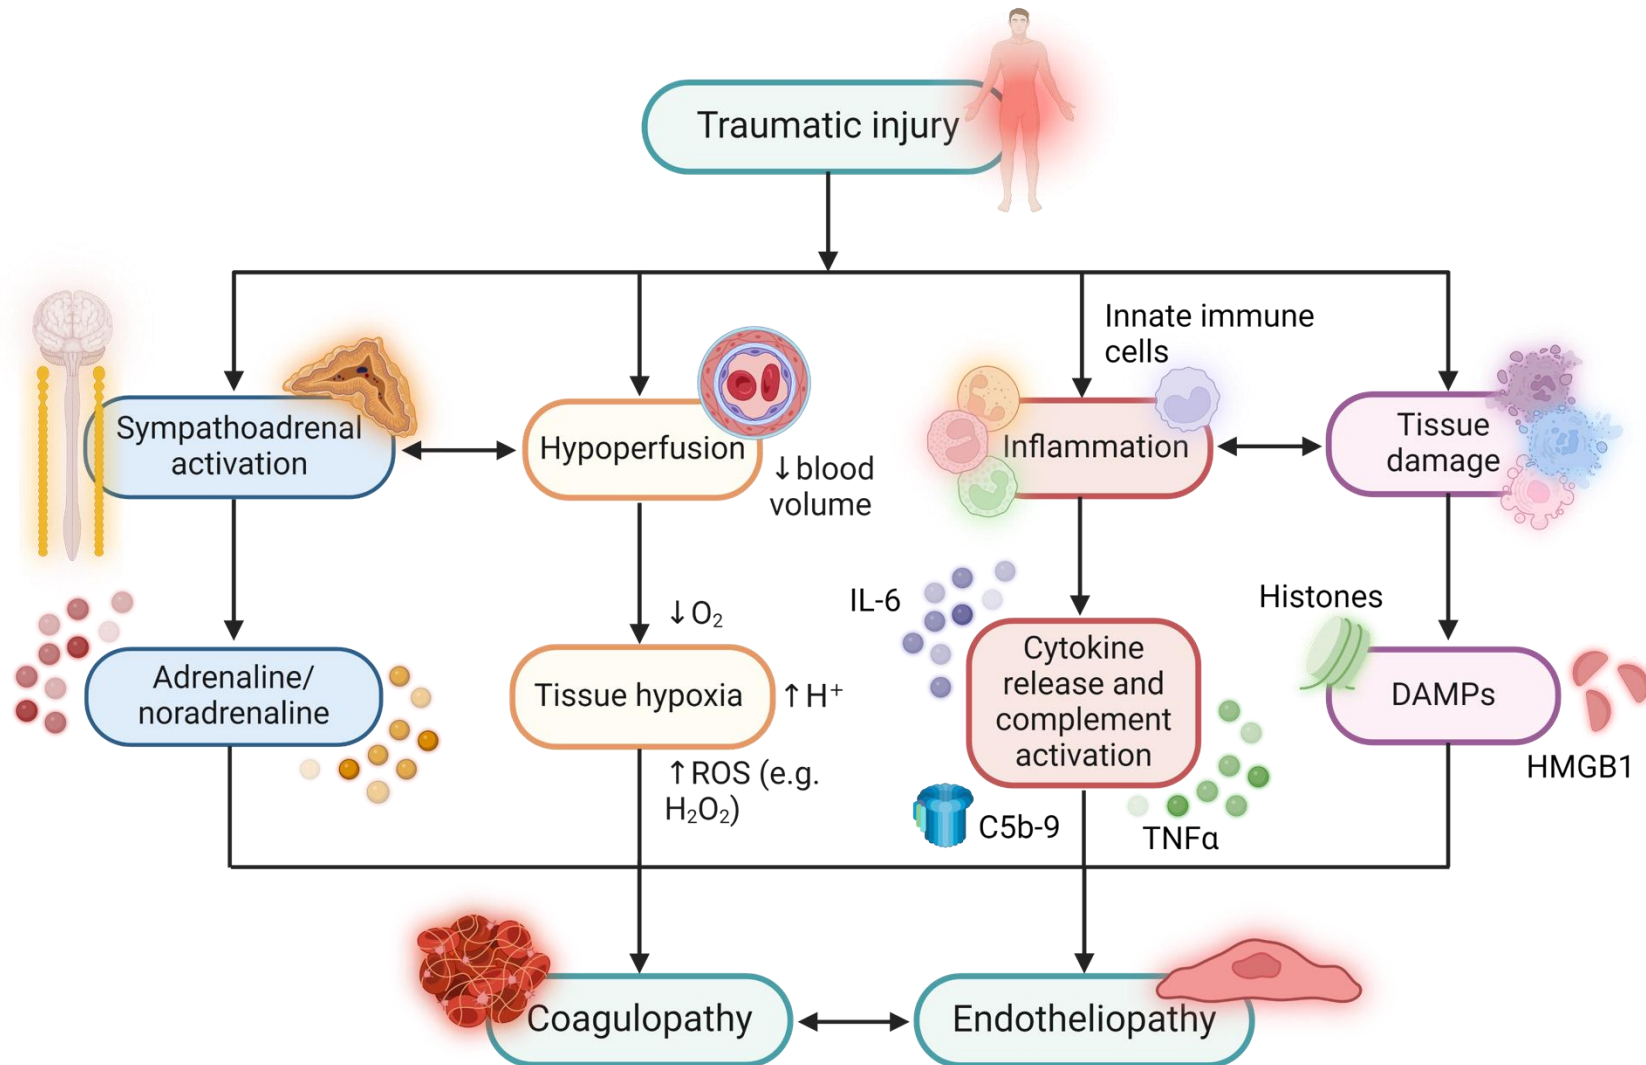 Traumatic injury
Innate immune
cells
Sympathoadrenal
activation
Hypoperfusion
↓blood
volume
Inflammation
Tissue
damage
↓O₂
IL-6
Histones
Adrenaline/
noradrenaline
Tissue hypoxia
↑H⁺
↑ROS (e.g.
H₂O₂)
Cytokine
release and
complement
activation
C5b-9
TNFα
DAMPs
HMGB1
Coagulopathy
Endotheliopathy